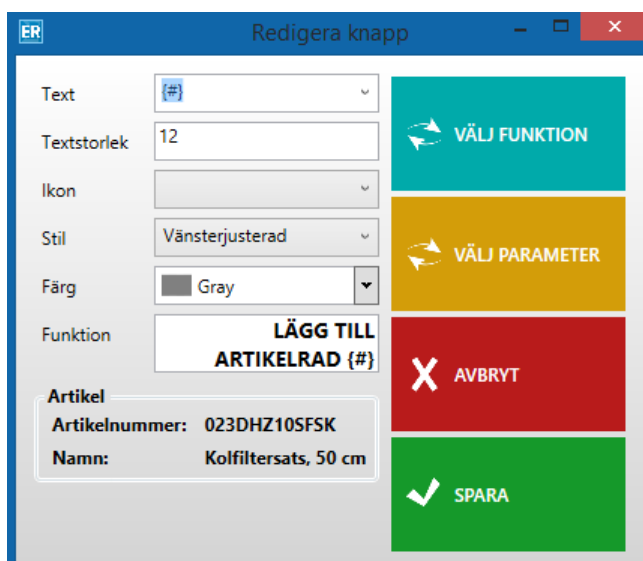 ER Redigera knapp
Text {#}
Textstorlek 12
Ikon
Stil Vänsterjusterad
Färg Gray
Funktion LÄGG TILL
ARTIKELRAD {#}
Artikel
Artikelnummer: 023DHZ10SFSK
Namn: Kolfiltersats, 50 cm
VÄLJ FUNKTION
VÄLJ PARAMETER
AVBRYT
SPARA